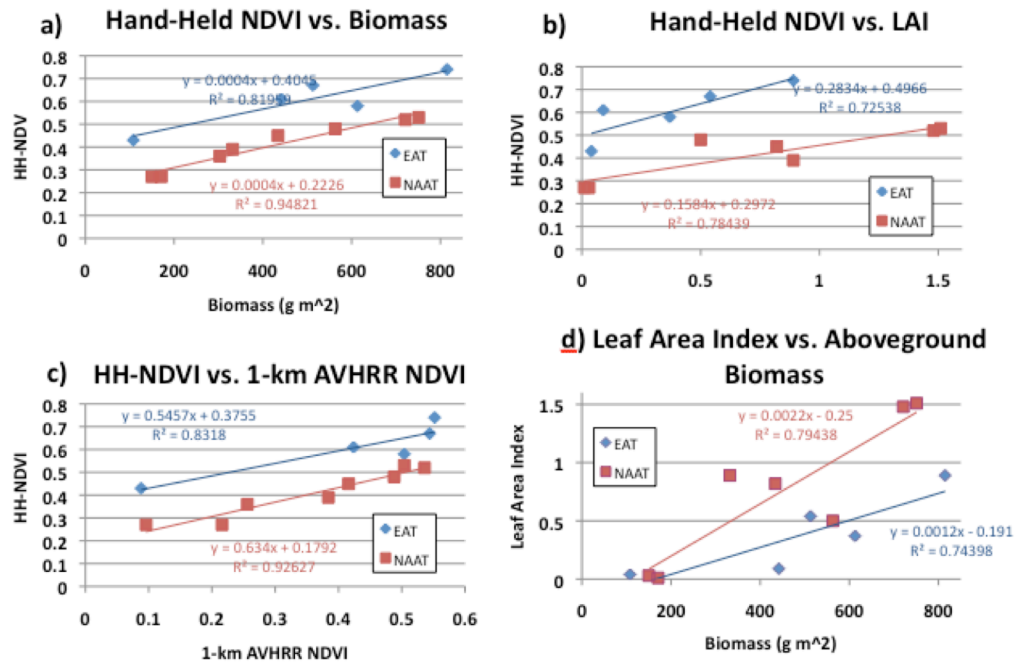 a)
Hand-Held NDVI vs. Biomass
HH-NDV
0.8
0.7
0.6
0.5
0.4
0.3
0.2
0.1
0
y = 0.0004x + 0.4045
y = 0.0004x + 0.2226
R² = 0.94821
EAT
NAAT
0
200
400
600
800
Biomass (g m^2)
b)
Hand-Held NDVI vs. LAI
HH-NDVI
0.8
0.7
0.6
0.5
0.4
0.3
0.2
0.1
0
y = 0.2834x + 0.4966
R² = 0.72538
y = 0.1584x + 0.2972
R² = 0.78439
EAT
NAAT
0
0.5
1
1.5
c)
HH-NDVI vs. 1-km AVHRR NDVI
HH-NDVI
0.8
0.7
0.6
0.5
0.4
0.3
0.2
0.1
0
y = 0.5457x + 0.3755
R² = 0.8318
y = 0.634x + 0.1792
R² = 0.92627
EAT
NAAT
0
0.1
0.2
0.3
0.4
0.5
0.6
1-km AVHRR NDVI
d) Leaf Area Index vs. Aboveground
Biomass
Leaf Area Index
1.5
1
0.5
0
y = 0.0022x - 0.25
R² = 0.79438
EAT
NAAT
y = 0.0012x - 0.191
R² = 0.74398
200
400
600
800
Biomass (g m^2)